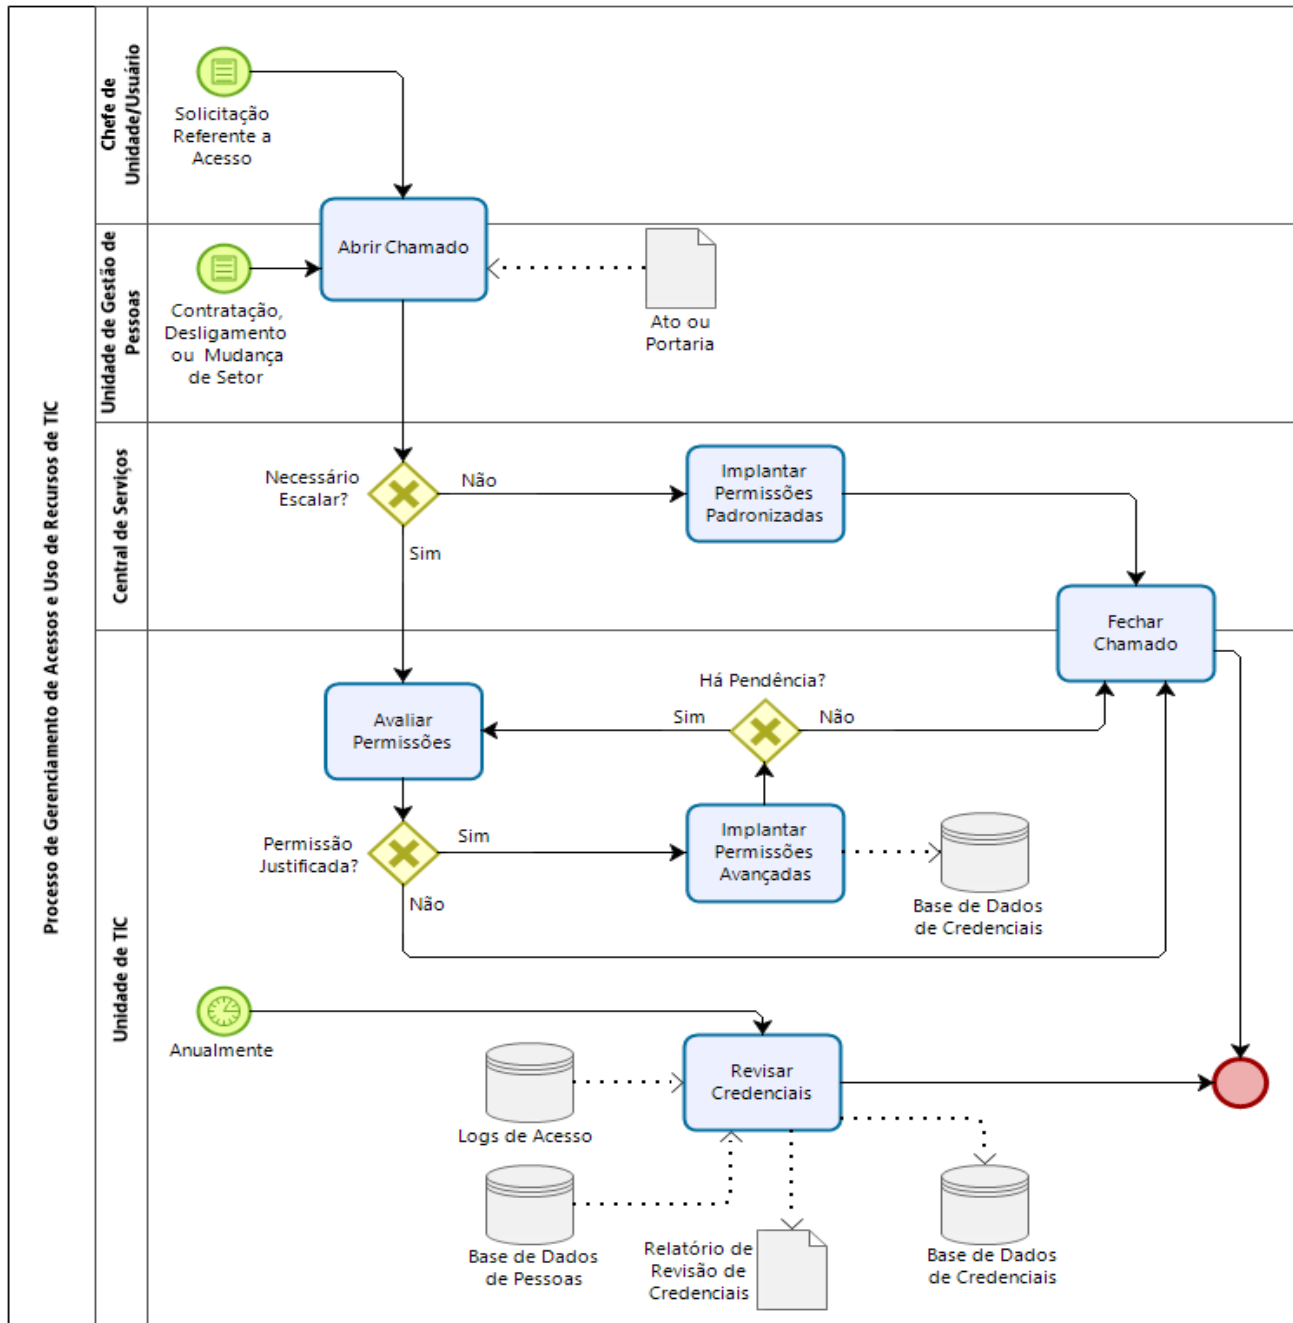 Processo de Gerenciamento de Acessos e Uso de Recursos de TIC
Chefe de
Unidade/Usuário
Solicitação
Referente a
Acesso
Unidade de Gestão de
Pessoas
Abrir Chamado
Contratação,
Desligamento
ou Mudança
de Setor
Ato ou
Portaria
Central de Serviços
Necessário
Escalar?
Não
Sim
Implantar
Permissões
Padronizadas
Fechar
Chamado
Unidade de TIC
Avaliar
Permissões
Há Pendência?
Sim
Não
Permissão
Justificada?
Sim
Não
Implantar
Permissões
Avançadas
Base de Dados
de Credenciais
Anualmente
Revisar
Credenciais
Logs de Acesso
Base de Dados
de Pessoas
Relatório de
Revisão de
Credenciais
Base de Dados
de Credenciais